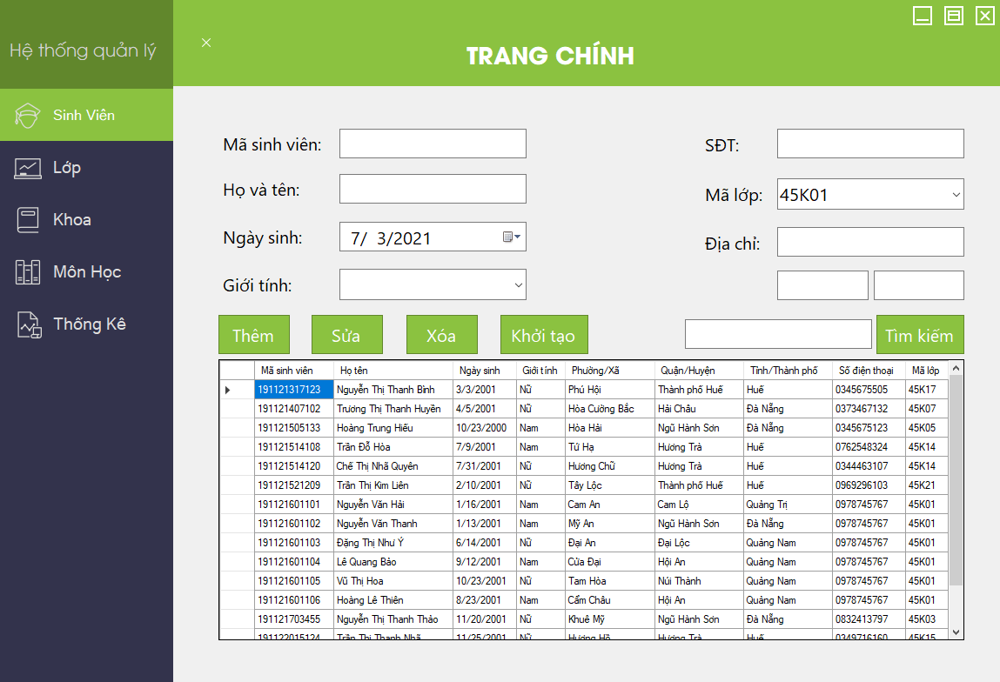 Hệ thống quản lý
TRANG CHÍNH
Sinh Viên
Lớp
Khoa
Môn Học
Thống Kê
Mã sinh viên:
SĐT:
Họ và tên:
Mã lớp: 45K01
Ngày sinh: 7/ 3/2021
Địa chỉ:
Giới tính:
Thêm Sửa Xóa Khởi tạo Tìm kiếm
Mã sinh viên Họ tên Ngày sinh Giới tính Phường/Xã Quận/Huyện Tỉnh/Thành phố Số điện thoại Mã lớp
191121317123 Nguyễn Thị Thanh Bình 3/3/2001 Nữ Phú Hội Thành phố Huế Huế 0345675505 45K17
191121407102 Trương Thị Thanh Huyền 4/5/2001 Nữ Hòa Cường Bắc Hải Châu Đà Nẵng 0373467132 45K07
191121505133 Hoàng Trung Hiếu 10/23/2000 Nam Hòa Hải Ngũ Hành Sơn Đà Nẵng 0345675123 45K05
191121514108 Trần Đỗ Hòa 7/9/2001 Nam Tứ Hạ Hương Trà Huế 0762548324 45K14
191121514120 Chế Thị Nhã Quyên 7/31/2001 Nữ Hương Chữ Hương Trà Huế 0344463107 45K14
191121521209 Trần Thị Kim Liên 2/10/2001 Nữ Tây Lộc Thành phố Huế Huế 0969296103 45K21
191121601101 Nguyễn Văn Hải 1/16/2001 Nam Cam An Cam Lộ Quảng Trị 0978745767 45K01
191121601102 Nguyễn Văn Thanh 1/13/2001 Nam Mỹ An Ngũ Hành Sơn Đà Nẵng 0978745767 45K01
191121601103 Đặng Thị Như Ý 6/14/2001 Nữ Đại An Đại Lộc Quảng Nam 0978745767 45K01
191121601104 Lê Quang Bảo 9/12/2001 Nam Cửa Đại Hội An Quảng Nam 0978745767 45K01
191121601105 Vũ Thị Hoa 10/23/2001 Nữ Tam Hòa Núi Thành Quảng Nam 0978745767 45K01
191121601106 Hoàng Lê Thiên 8/23/2001 Nam Cẩm Châu Hội An Quảng Nam 0978745767 45K01
191121703455 Nguyễn Thị Thanh Thảo 11/20/2001 Nữ Khuê Mỹ Ngũ Hành Sơn Đà Nẵng 0832413797 45K03
191122015124 Trần Thị Thanh Nhã 11/25/2001 Nữ Hương Hồ Hương Trà Huế 0349716160 45K15